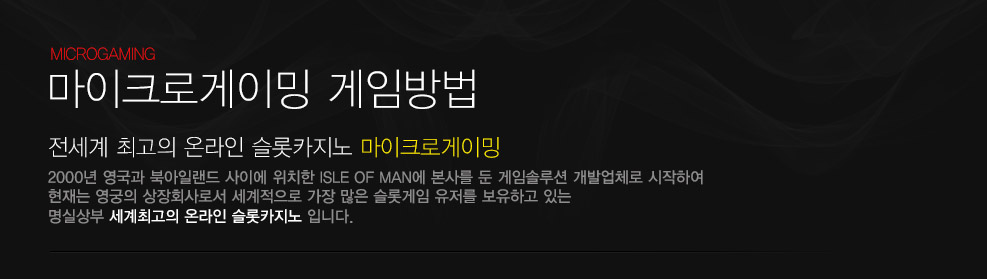 MICROGAMING
마이크로게이밍 게임방법
전세계 최고의 온라인 슬롯카지노 마이크로게이밍
2000년 영국과 북아일랜드 사이에 위치한 ISLE OF MAN에 본사를 둔 게임솔루션 개발업체로 시작하여
현재는 영궁의 상장회사로서 세계적으로 가장 많은 슬롯게임 유저를 보유하고 있는
명실상부 세계최고의 온라인 슬롯카지노 입니다.